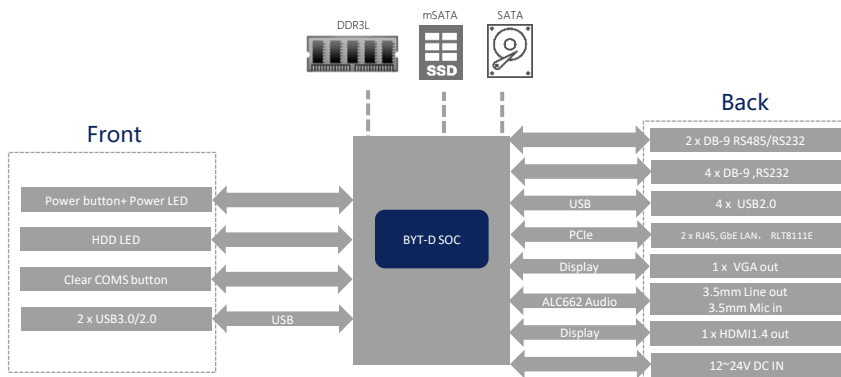 DDR3L
mSATA
SATA
SSD
Front
Power button+ Power LED
HDD LED
Clear COMS button
2 x USB3.0/2.0
USB
BYT-D SOC
Back
2 x DB-9 RS485/RS232
4 x DB-9 ,RS232
USB
4 x USB2.0
PCIe
2 x RJ45, GbE LAN， RLT8111E
Display
1 x VGA out
ALC662 Audio
3.5mm Line out
3.5mm Mic in
Display
1 x HDMI1.4 out
12~24V DC IN